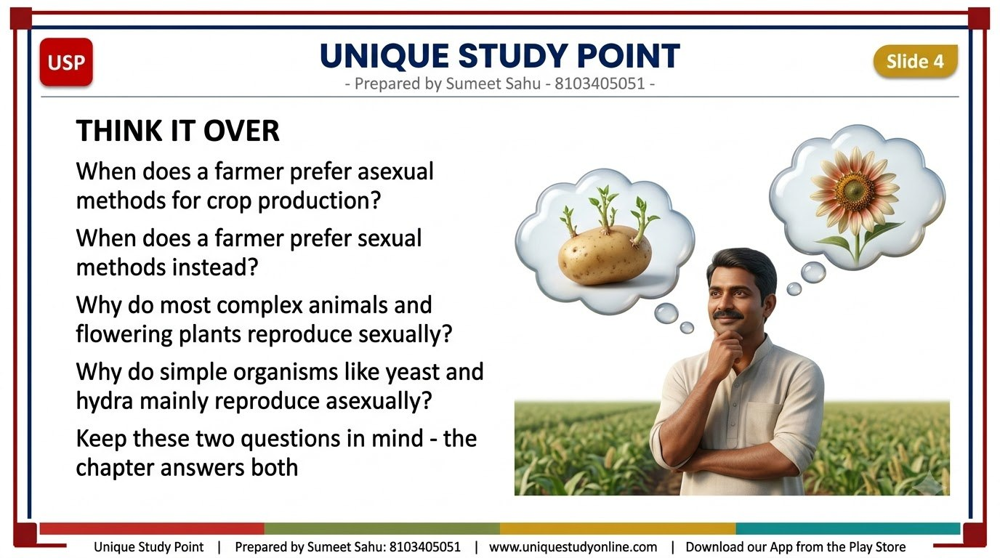 USP
UNIQUE STUDY POINT
- Prepared by Sumeet Sahu - 8103405051 -
Slide 4
THINK IT OVER
When does a farmer prefer asexual
methods for crop production?
When does a farmer prefer sexual
methods instead?
Why do most complex animals and
flowering plants reproduce sexually?
Why do simple organisms like yeast and
hydra mainly reproduce asexually?
Keep these two questions in mind - the
chapter answers both
Unique Study Point | Prepared by Sumeet Sahu: 8103405051 | www.uniquestudyonline.com | Download our App from the Play Store